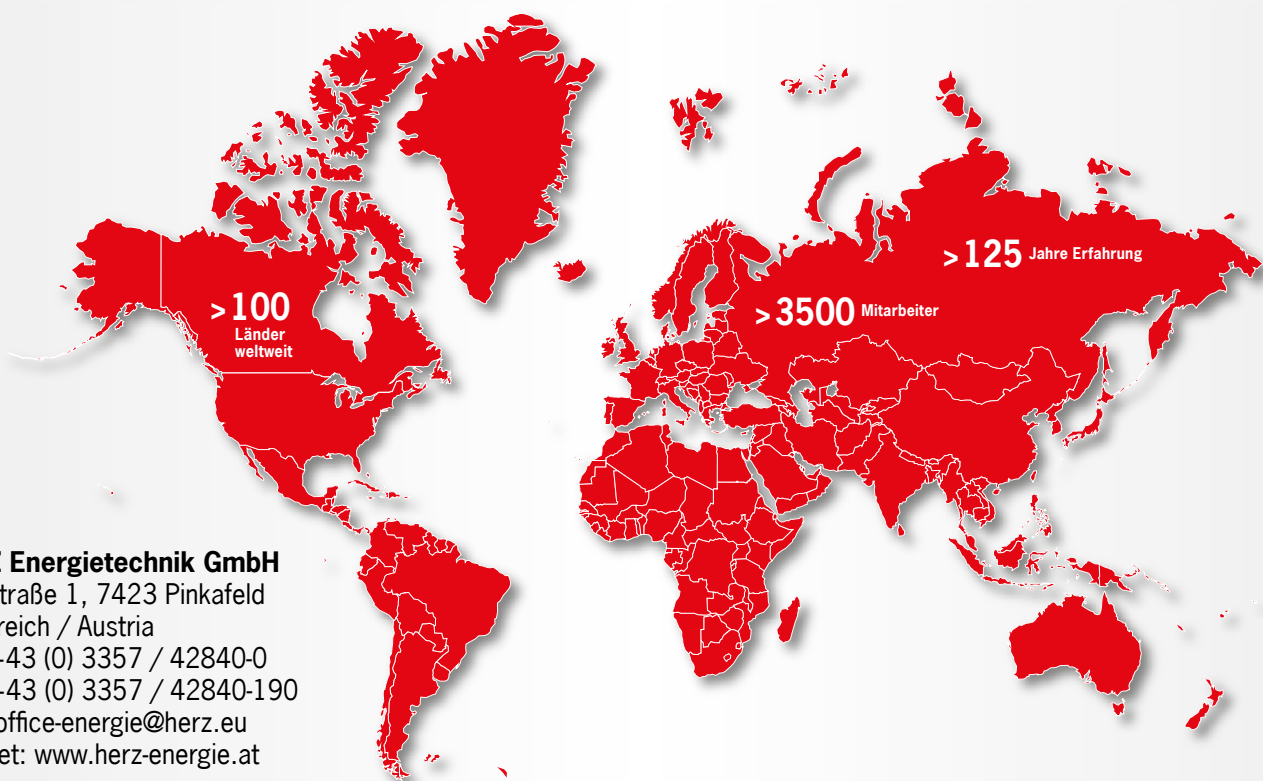 >125 Jahre Erfahrung
>100
Länder
weltweit
>3500 Mitarbeiter
Energietechnik GmbH
traße 1, 7423 Pinkafeld
reich / Austria
43 (0) 3357 / 42840-0
43 (0) 3357 / 42840-190
office-energie@herz.eu
et: www.herz-energie.at